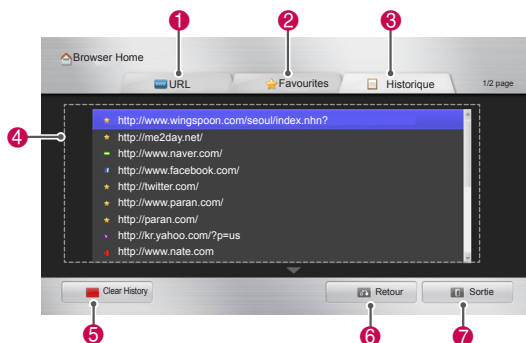 1 2 3
Browser Home
URL Favourites Historique 1/2 page
4
http://www.wingspoon.com/seoul/index.nhn?
http://me2day.net/
http://www.naver.com/
http://www.facebook.com/
http://twitter.com/
http://www.paran.com/
http://paran.com/
http://kr.yahoo.com/?p=us
http://www.nate.com
Clear History Retour Sortie
5 6 7